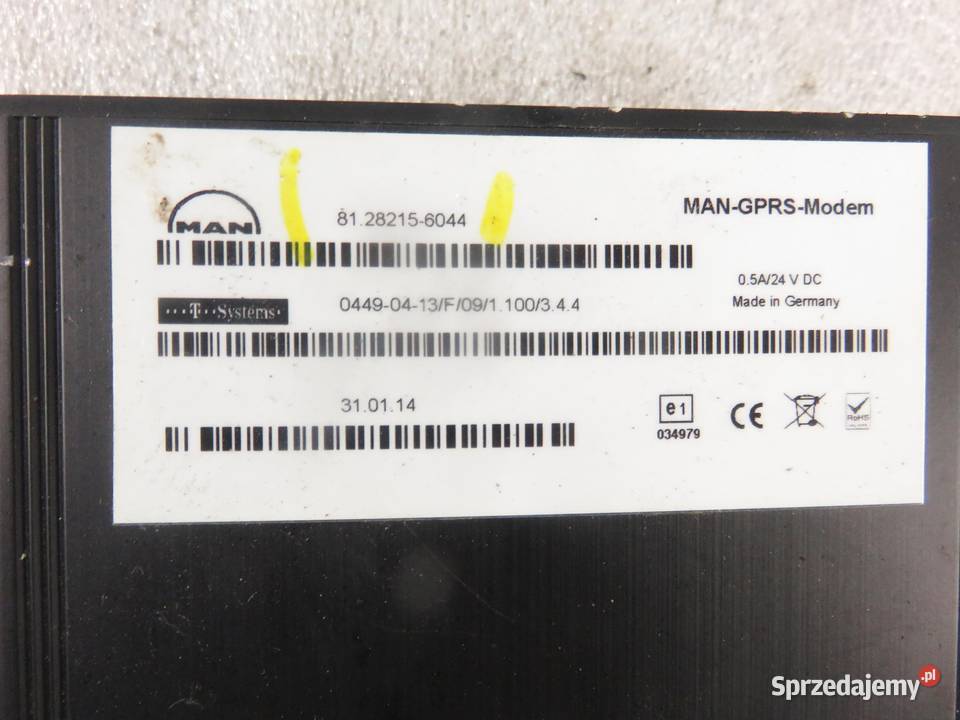 MAN
81.28215-6044
MAN-GPRS-Modem
0.5A/24 V DC
Made in Germany
···T··Systems·
0449-04-13/F/09/1.100/3.4.4
31.01.14
e1
034979
CE
RoHS
Sprzedajemy.pl